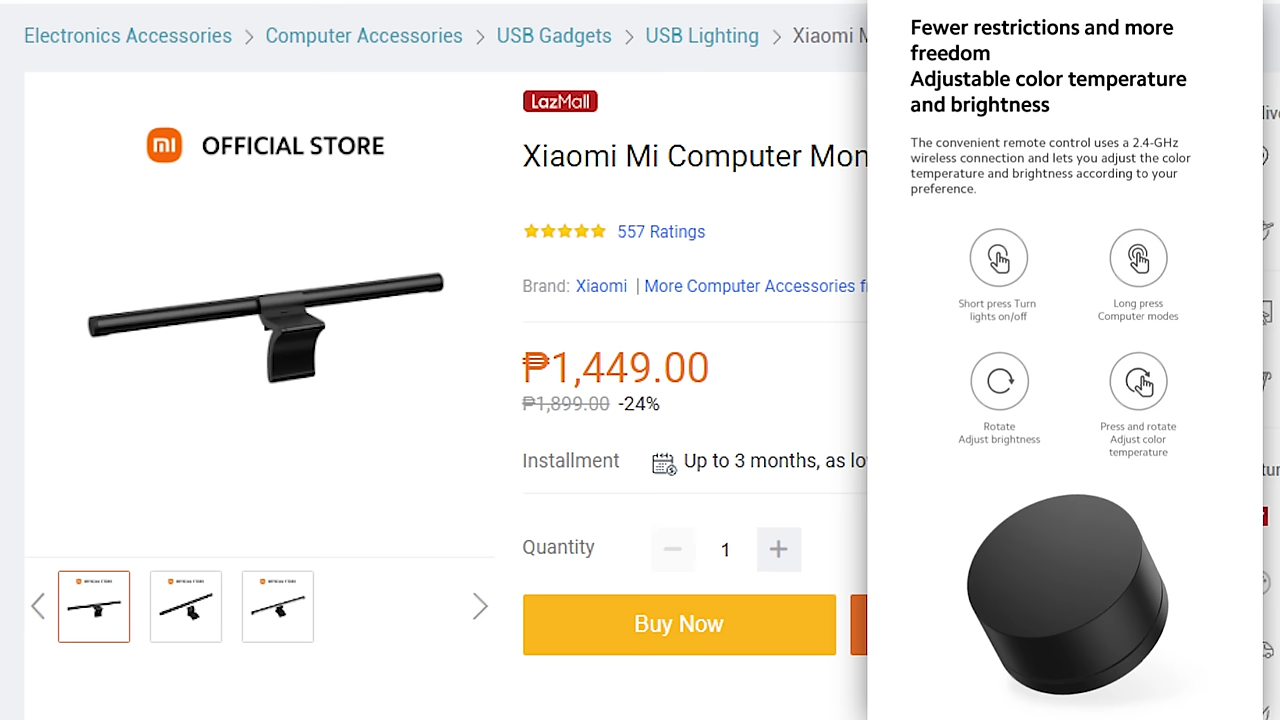 Electronics Accessories > Computer Accessories > USB Gadgets > USB Lighting > Xiaomi
mi OFFICIAL STORE
LazMall
Xiaomi Mi Computer Mon
557 Ratings
Brand: Xiaomi | More Computer Accessories f
₱1,449.00
₱1,899.00 -24%
Installment Up to 3 months, as lo
Quantity 1
Buy Now
Fewer restrictions and more
freedom
Adjustable color temperature
and brightness
The convenient remote control uses a 2.4-GHz
wireless connection and lets you adjust the color
temperature and brightness according to your
preference.
Short press Turn
lights on/off
Long press
Computer modes
Rotate
Adjust brightness
Press and rotate
Adjust color
temperature